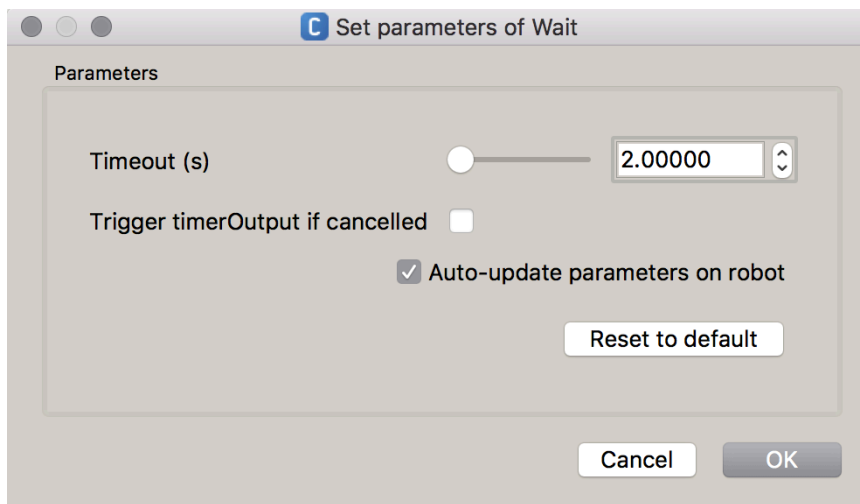 C Set parameters of Wait
Parameters
Timeout (s) 2.00000
Trigger timerOutput if cancelled
Auto-update parameters on robot
Reset to default
Cancel OK